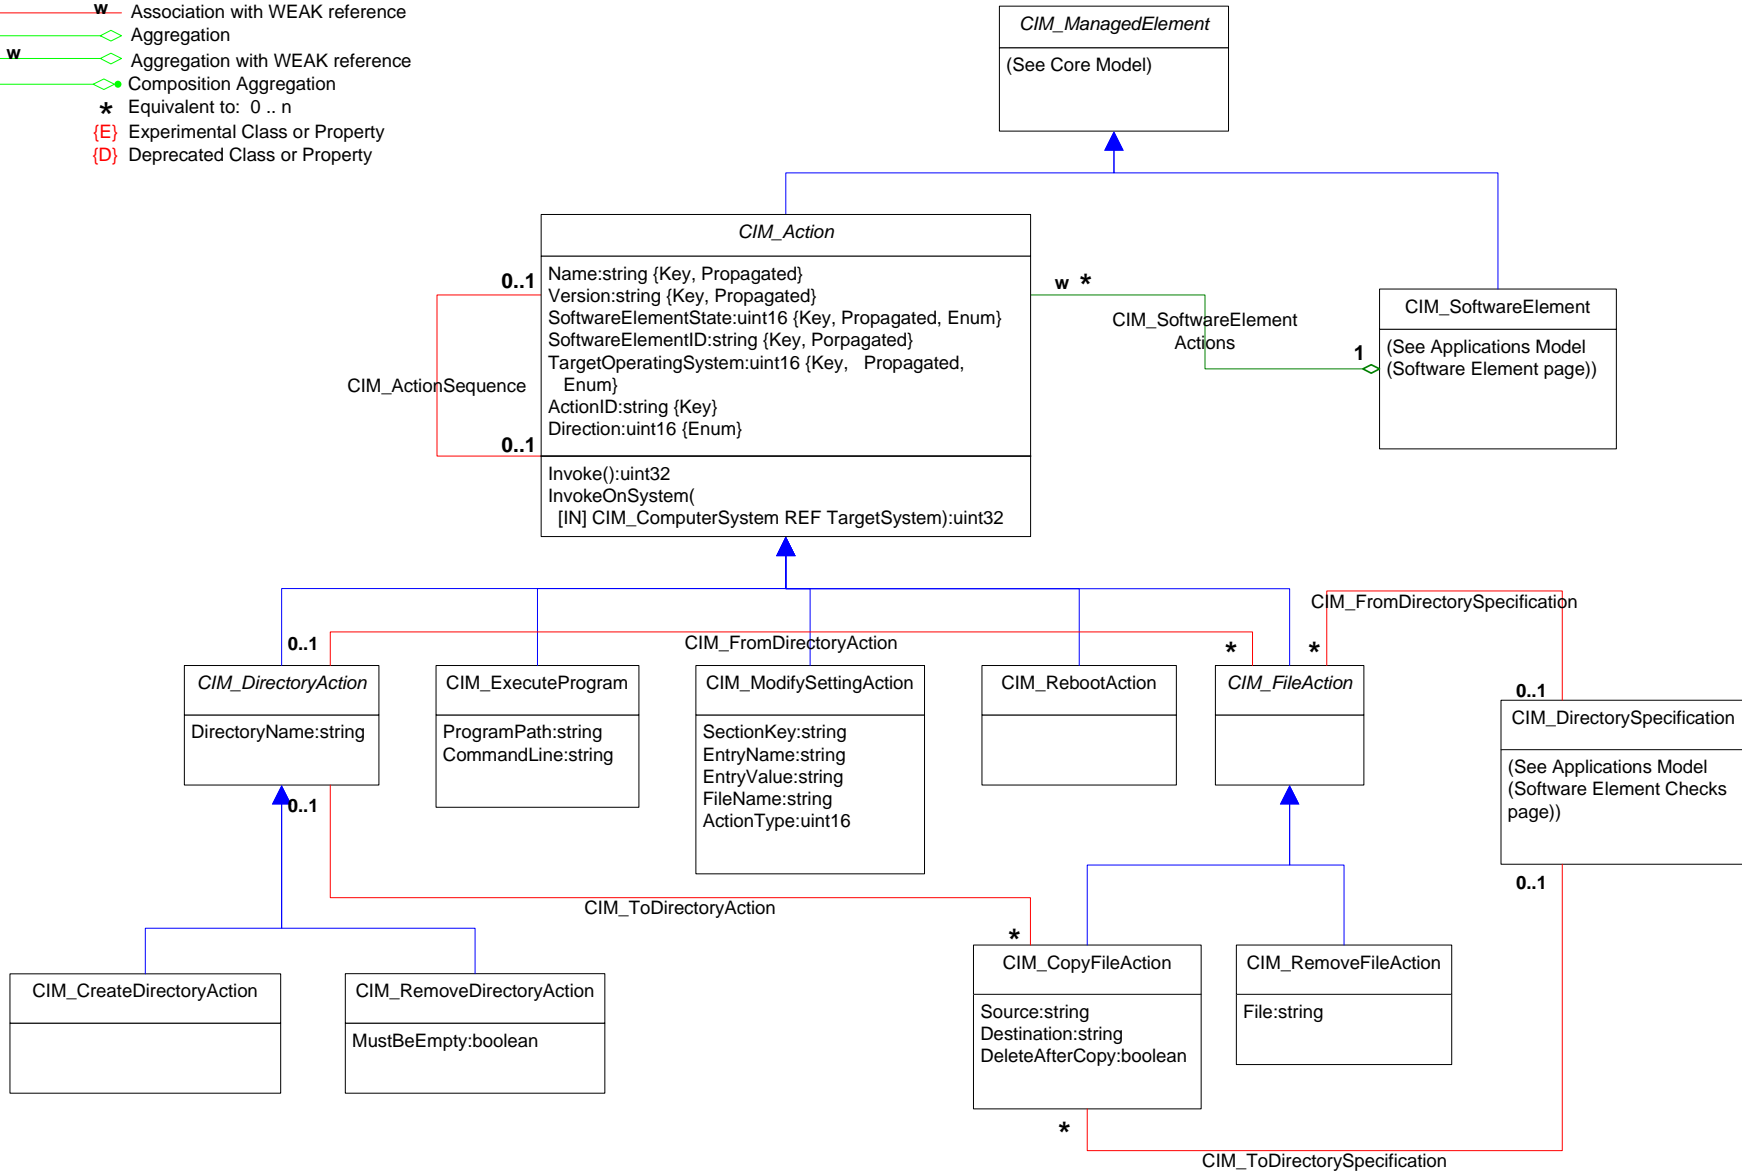 w Association with WEAK reference
Aggregation
w Aggregation with WEAK reference
Composition Aggregation
* Equivalent to: 0 .. n
{E} Experimental Class or Property
{D} Deprecated Class or Property
CIM_ManagedElement
(See Core Model)
CIM_Action
Name:string {Key, Propagated}
Version:string {Key, Propagated}
SoftwareElementState:uint16 {Key, Propagated, Enum}
SoftwareElementID:string {Key, Porpagated}
TargetOperatingSystem:uint16 {Key, Propagated,
Enum}
ActionID:string {Key}
Direction:uint16 {Enum}
Invoke():uint32
InvokeOnSystem(
[IN] CIM_ComputerSystem REF TargetSystem):uint32
0..1
CIM_ActionSequence
0..1
w *
CIM_SoftwareElement
Actions
1
CIM_SoftwareElement
(See Applications Model
(Software Element page))
CIM_FromDirectorySpecification
0..1
CIM_FromDirectoryAction
*
*
0..1
CIM_DirectoryAction
DirectoryName:string
0..1
CIM_ExecuteProgram
ProgramPath:string
CommandLine:string
CIM_ModifySettingAction
SectionKey:string
EntryName:string
EntryValue:string
FileName:string
ActionType:uint16
CIM_RebootAction
CIM_FileAction
CIM_DirectorySpecification
(See Applications Model
(Software Element Checks
page))
0..1
CIM_ToDirectoryAction
*
CIM_CreateDirectoryAction
CIM_RemoveDirectoryAction
MustBeEmpty:boolean
CIM_CopyFileAction
Source:string
Destination:string
DeleteAfterCopy:boolean
CIM_RemoveFileAction
File:string
*
CIM_ToDirectorySpecification